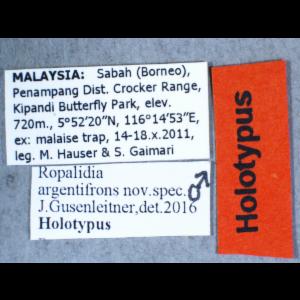 MALAYSIA: Sabah (Borneo),
Penampang Dist. Crocker Range,
Kipandi Butterfly Park, elev.
720m., 5°52′20″N, 116°14′53″E,
ex: malaise trap, 14-18.x.2011,
leg. M. Hauser & S. Gaimari
Ropalidia
argentifrons nov.spec. ♂
J.Gusenleitner,det.2016
Holotypus
Holotypus